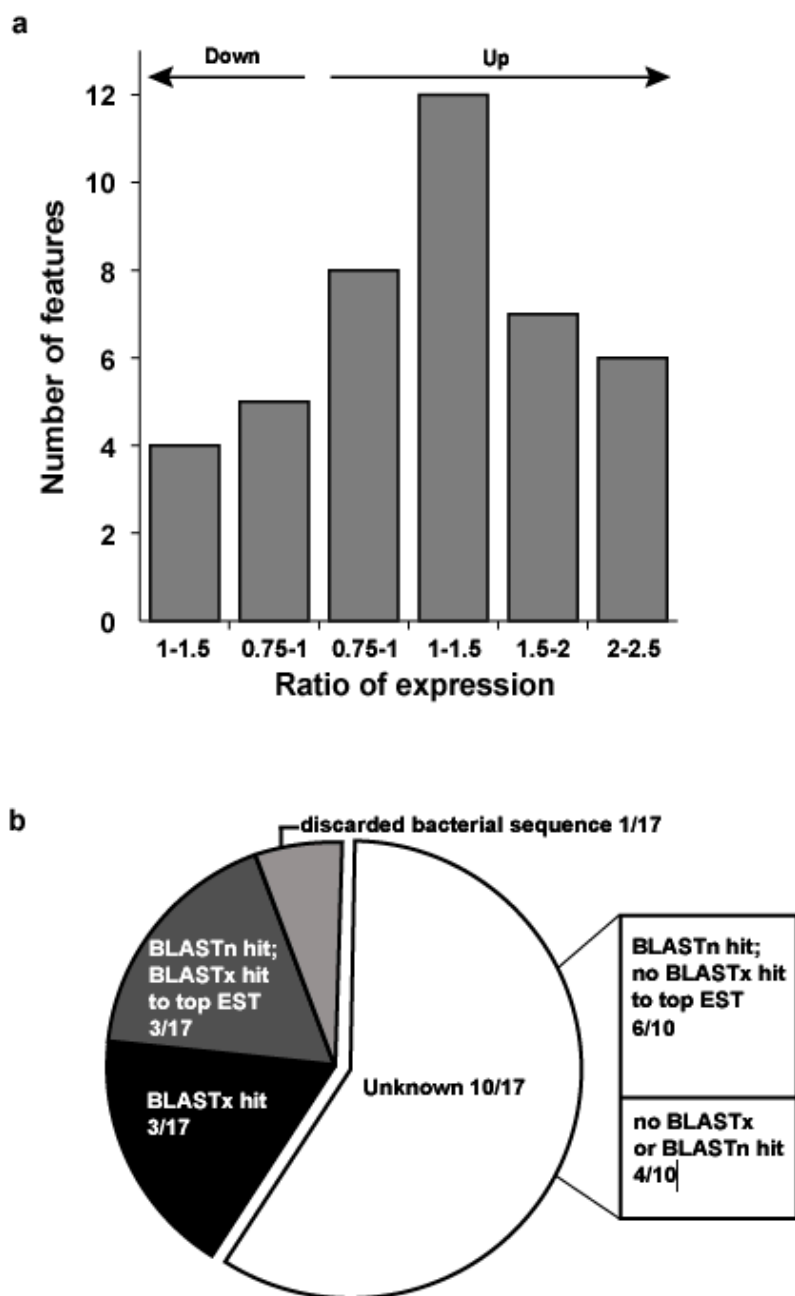 a
Down
Up
12
10
8
6
4
2
0
Number of features
1-1.5
0.75-1
0.75-1
1-1.5
1.5-2
2-2.5
Ratio of expression
b
discarded bacterial sequence 1/17
BLASTn hit;
BLASTx hit
to top EST
3/17
BLASTx hit
3/17
Unknown 10/17
BLASTn hit;
no BLASTx hit
to top EST
6/10
no BLASTx
or BLASTn hit
4/10